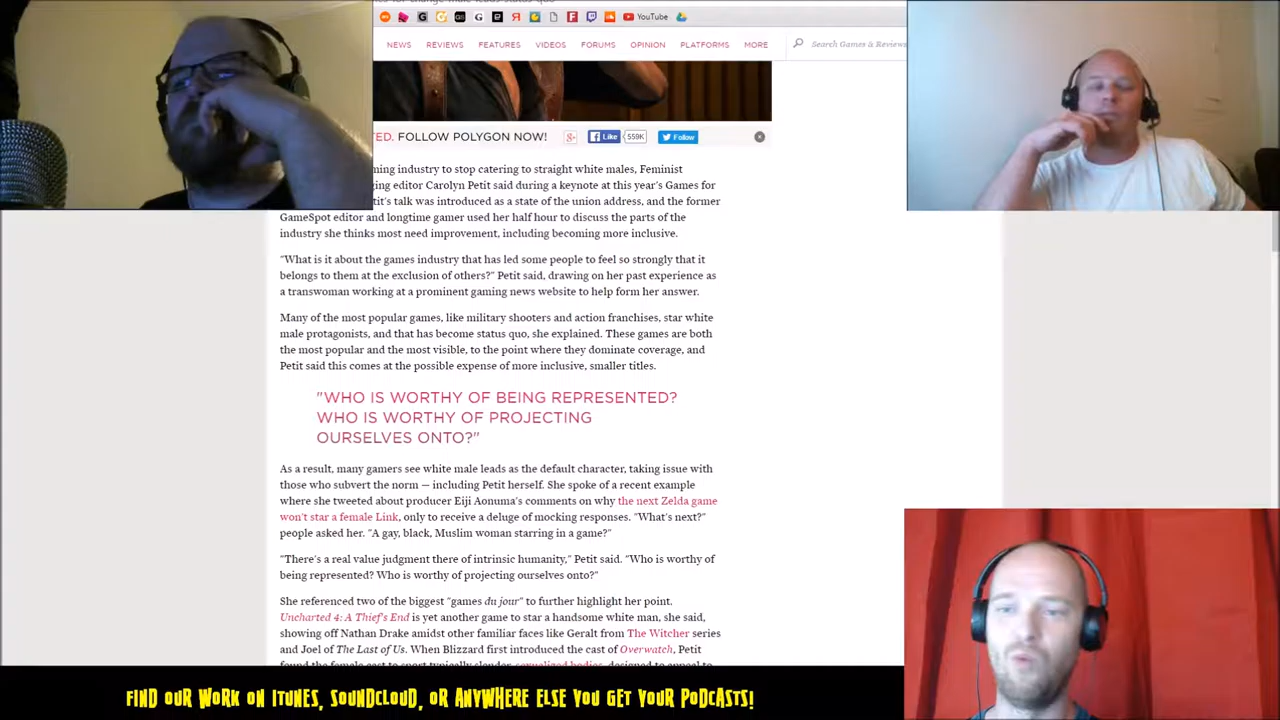 YouTube
NEWS REVIEWS FEATURES VIDEOS FORUMS OPINION PLATFORMS MORE Search Games & Reviews
TED. FOLLOW POLYGON NOW! Like 559K Follow
ming industry to stop catering to straight white males, Feminist
ging editor Carolyn Petit said during a keynote at this year's Games for
tit's talk was introduced as a state of the union address, and the former
GameSpot editor and longtime gamer used her half hour to discuss the parts of the
industry she thinks most need improvement, including becoming more inclusive.
"What is it about the games industry that has led some people to feel so strongly that it
belongs to them at the exclusion of others?" Petit said, drawing on her past experience as
a transwoman working at a prominent gaming news website to help form her answer.
Many of the most popular games, like military shooters and action franchises, star white
male protagonists, and that has become status quo, she explained. These games are both
the most popular and the most visible, to the point where they dominate coverage, and
Petit said this comes at the possible expense of more inclusive, smaller titles.
"WHO IS WORTHY OF BEING REPRESENTED?
WHO IS WORTHY OF PROJECTING
OURSELVES ONTO?"
As a result, many gamers see white male leads as the default character, taking issue with
those who subvert the norm — including Petit herself. She spoke of a recent example
where she tweeted about producer Eiji Aonuma's comments on why the next Zelda game
won't star a female Link, only to receive a deluge of mocking responses. "What's next?"
people asked her. "A gay, black, Muslim woman starring in a game?"
"There's a real value judgment there of intrinsic humanity," Petit said. "Who is worthy of
being represented? Who is worthy of projecting ourselves onto?"
She referenced two of the biggest "games du jour" to further highlight her point.
Uncharted 4: A Thief's End is yet another game to star a handsome white man, she said,
showing off Nathan Drake amidst other familiar faces like Geralt from The Witcher series
and Joel of The Last of Us. When Blizzard first introduced the cast of Overwatch, Petit
found the female cast to sport typically slender, sexualized bodies, designed to appeal to
FIND OUR WORK ON ITUNES, SOUNDCLOUD, OR ANYWHERE ELSE YOU GET YOUR PODCASTS!